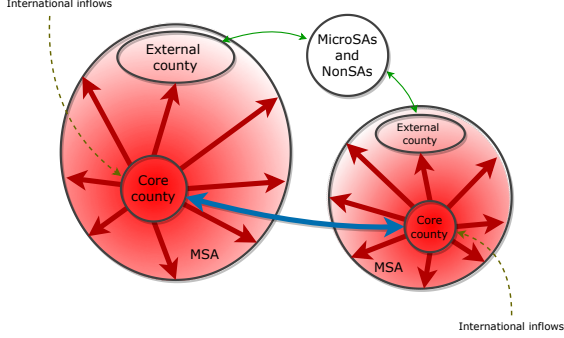 International inflows
External
county
MicroSAs
and
NonSAs
External
county
Core
county
Core
county
MSA
MSA
International inflows